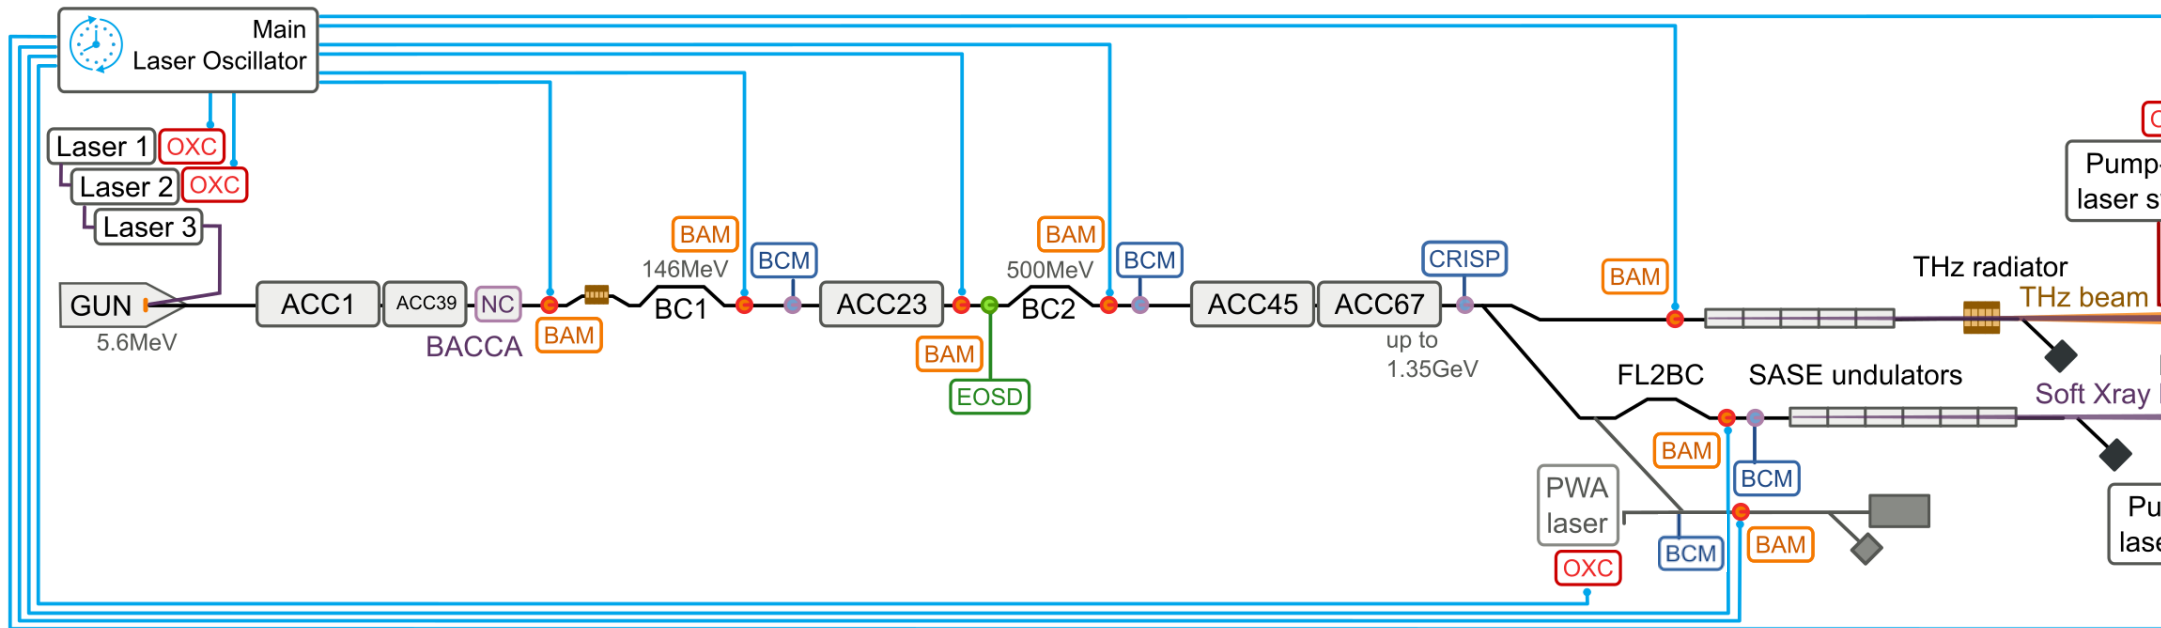 Main
Laser Oscillator
Laser 1
OXC
Laser 2
OXC
Laser 3
GUN
5.6MeV
ACC1
ACC39
NC
BACCA
BAM
BAM
146MeV
BC1
BCM
ACC23
BAM
EOSD
BAM
500MeV
BC2
BCM
ACC45
ACC67
CRISP
up to
1.35GeV
BAM
THz radiator
THz beam
Pump-
laser s
FL2BC
SASE undulators
Soft Xray
BAM
BCM
PWA
laser
OXC
BCM
BAM
Pu
lase